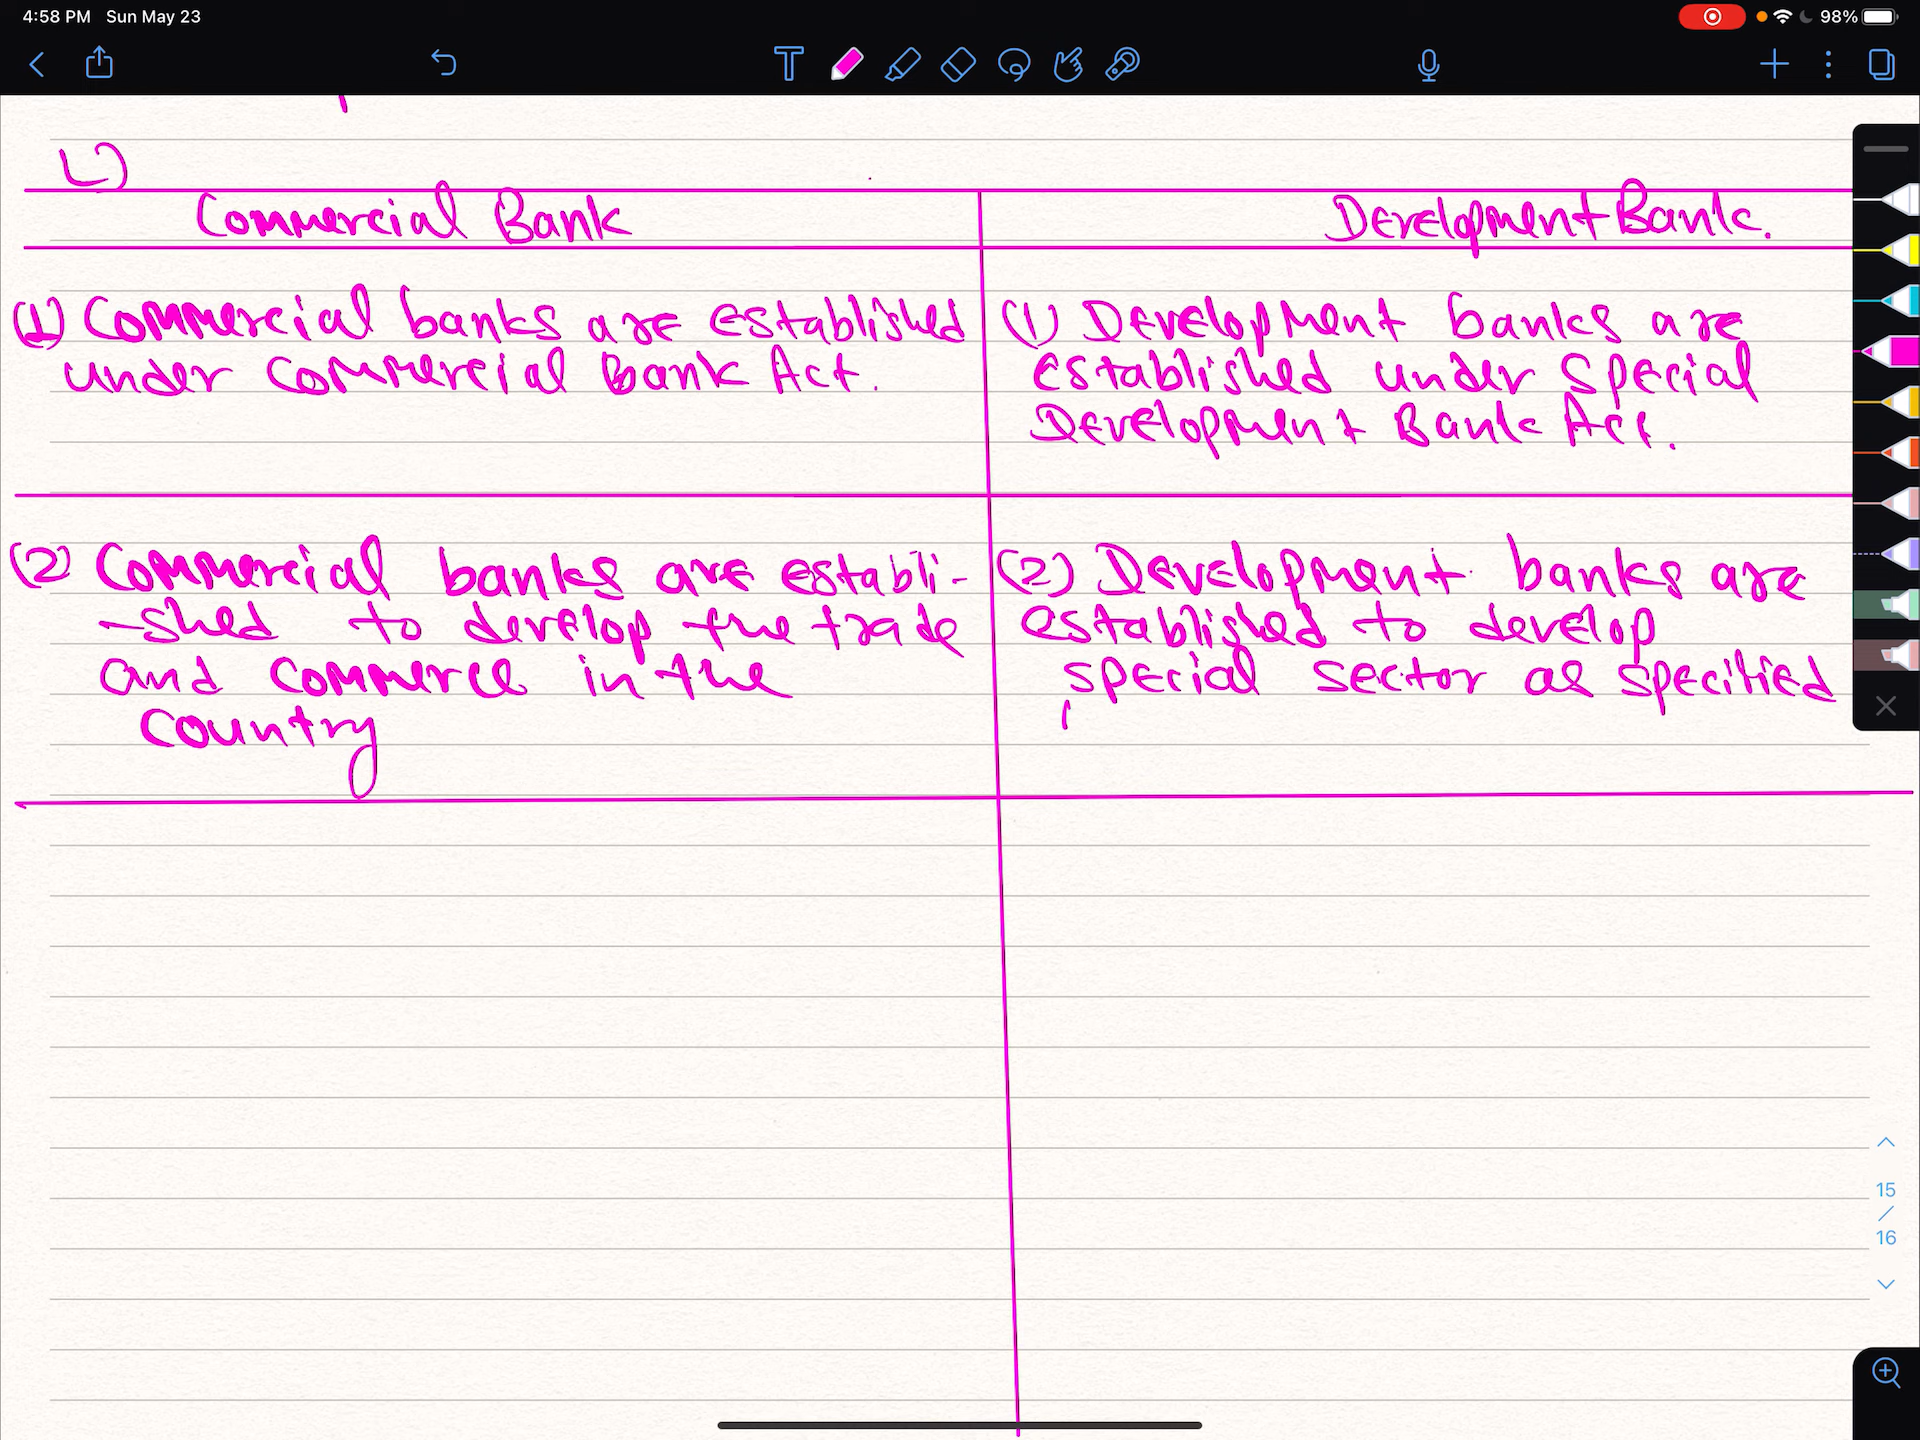 4:58 PM Sun May 23
98%
Commercial Bank
Development Bank.
(1) Commercial banks are established
under Commercial Bank Act.
(1) Development banks are
established under special
Development Bank Act.
(2) Commercial banks are establi-
-shed to develop the trade
and commerce in the
country
(2) Development banks are
established to develop
special sector as specified
15
/
16